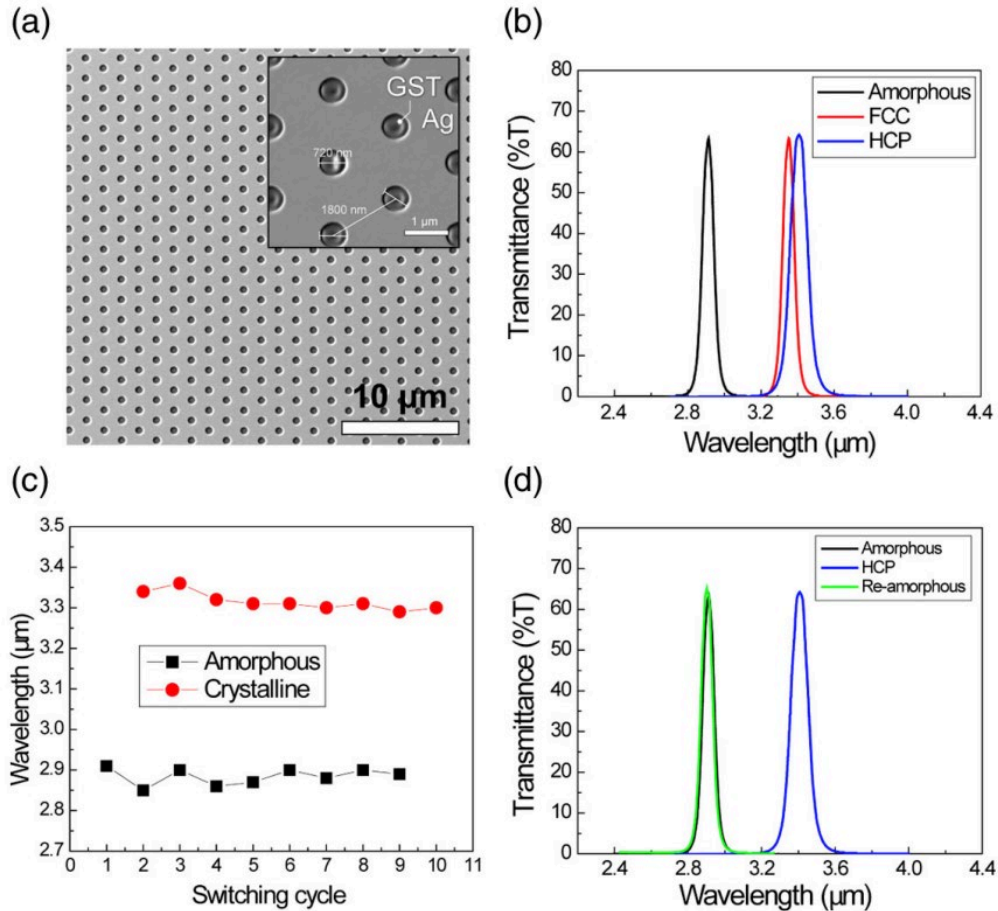 (a)
GST
Ag
720 nm
1800 nm
1 µm
10 µm
(b)
80
70
60
50
40
30
20
10
0
Transmittance (%T)
Amorphous
FCC
HCP
2.4 2.8 3.2 3.6 4.0 4.4
Wavelength (µm)
(c)
3.5
3.4
3.3
3.2
3.1
3.0
2.9
2.8
2.7
Wavelength (µm)
Amorphous
Crystalline
0 1 2 3 4 5 6 7 8 9 10 11
Switching cycle
(d)
80
70
60
50
40
30
20
10
0
Transmittance (%T)
Amorphous
HCP
Re-amorphous
2.4 2.8 3.2 3.6 4.0 4.4
Wavelength (µm)